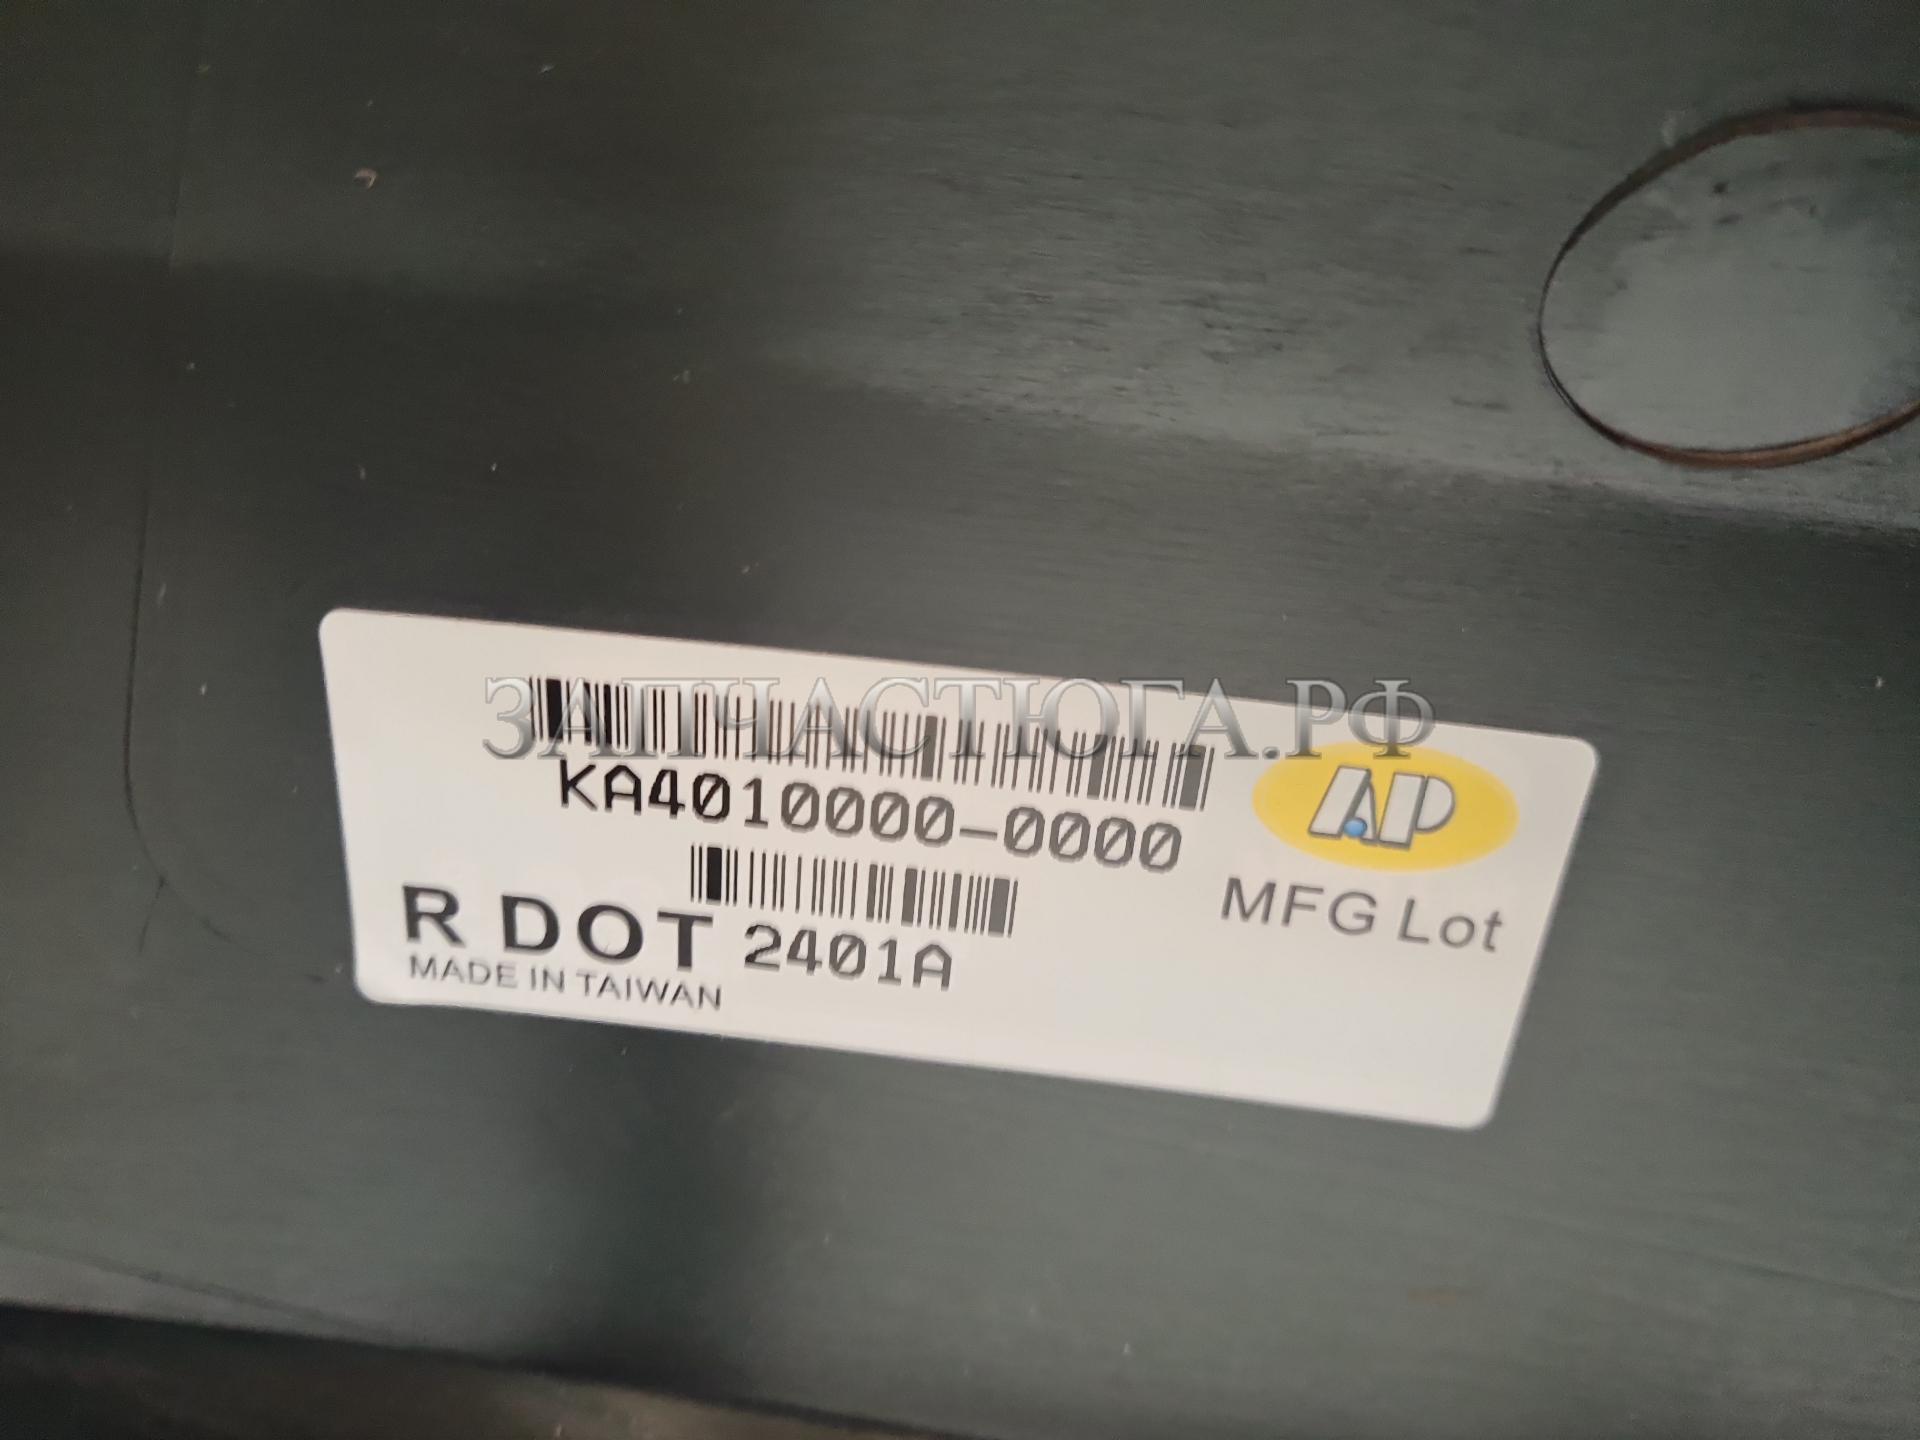 ЗАПЧАСТЮГА.РФ
KA4010000-0000
AP
MFG Lot
R DOT 2401A
MADE IN TAIWAN